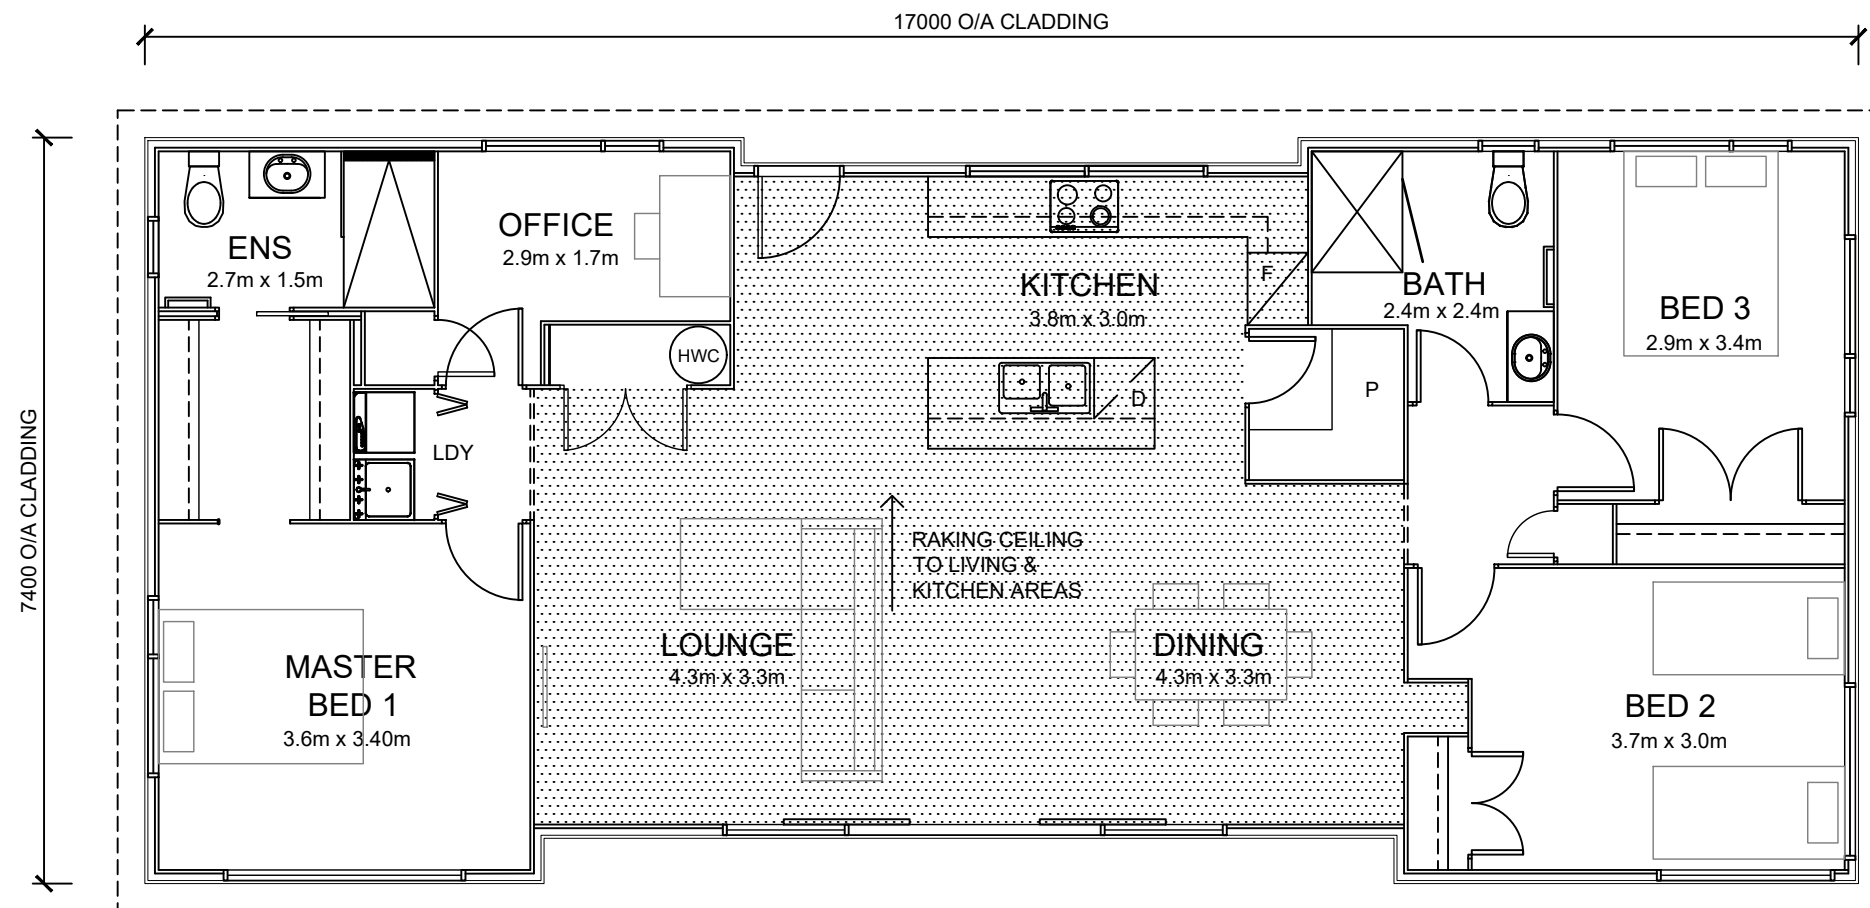 17000 O/A CLADDING
7400 O/A CLADDING
ENS
2.7m x 1.5m
OFFICE
2.9m x 1.7m
HWC
KITCHEN
3.8m x 3.0m
F
D
P
BATH
2.4m x 2.4m
BED 3
2.9m x 3.4m
LDY
RAKING CEILING
TO LIVING &
KITCHEN AREAS
MASTER
BED 1
3.6m x 3.40m
LOUNGE
4.3m x 3.3m
DINING
4.3m x 3.3m
BED 2
3.7m x 3.0m